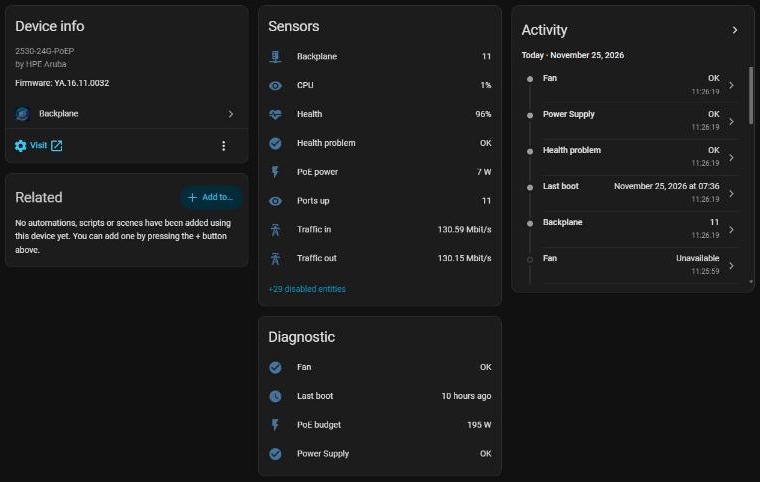 Device info
2530-24G-PoEP
by HPE Aruba
Firmware: YA.16.11.0032
Backplane
Visit
Related
Add to...
No automations, scripts or scenes have been added using
this device yet. You can add one by pressing the + button
above.
Sensors
Backplane 11
CPU 1%
Health 96%
Health problem OK
PoE power 7 W
Ports up 11
Traffic in 130.59 Mbit/s
Traffic out 130.15 Mbit/s
+29 disabled entities
Diagnostic
Fan OK
Last boot 10 hours ago
PoE budget 195 W
Power Supply OK
Activity
Today · November 25, 2026
Fan OK
11:26:19
Power Supply OK
11:26:19
Health problem OK
11:26:19
Last boot November 25, 2026 at 07:36
11:26:19
Backplane 11
11:26:19
Fan Unavailable
11:25:59